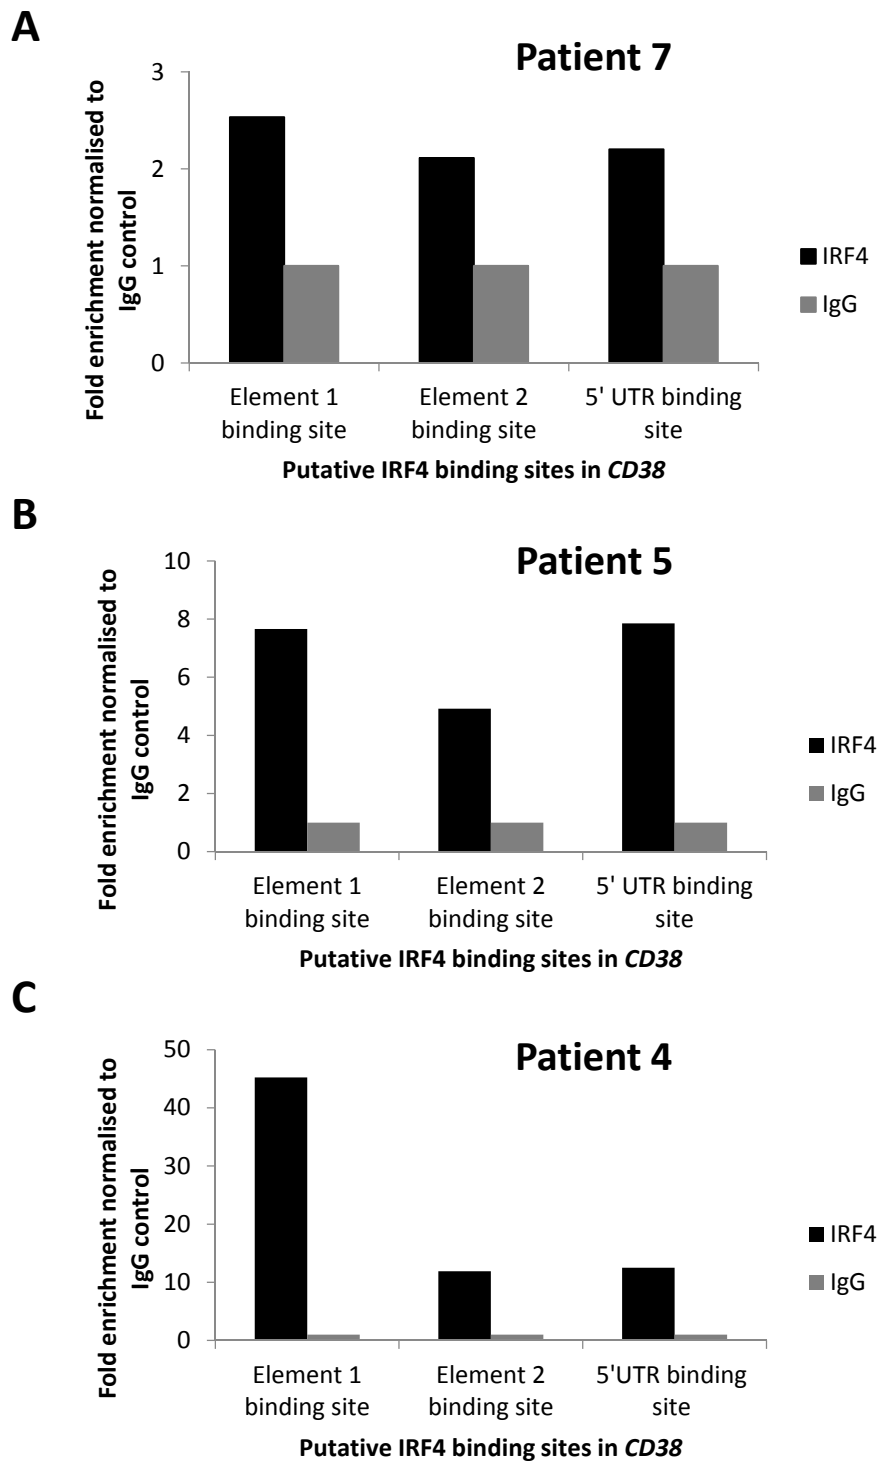 A
Patient 7
Fold enrichment normalised to
IgG control
3
2
1
0
IRF4
IgG
Element 1
binding site
Element 2
binding site
5' UTR binding
site
Putative IRF4 binding sites in CD38
B
Patient 5
Fold enrichment normalised to
IgG control
10
8
6
4
2
0
IRF4
IgG
Element 1
binding site
Element 2
binding site
5' UTR binding
site
Putative IRF4 binding sites in CD38
C
Patient 4
Fold enrichment normalised to
IgG control
50
40
30
20
10
0
IRF4
IgG
Element 1
binding site
Element 2
binding site
5'UTR binding
site
Putative IRF4 binding sites in CD38